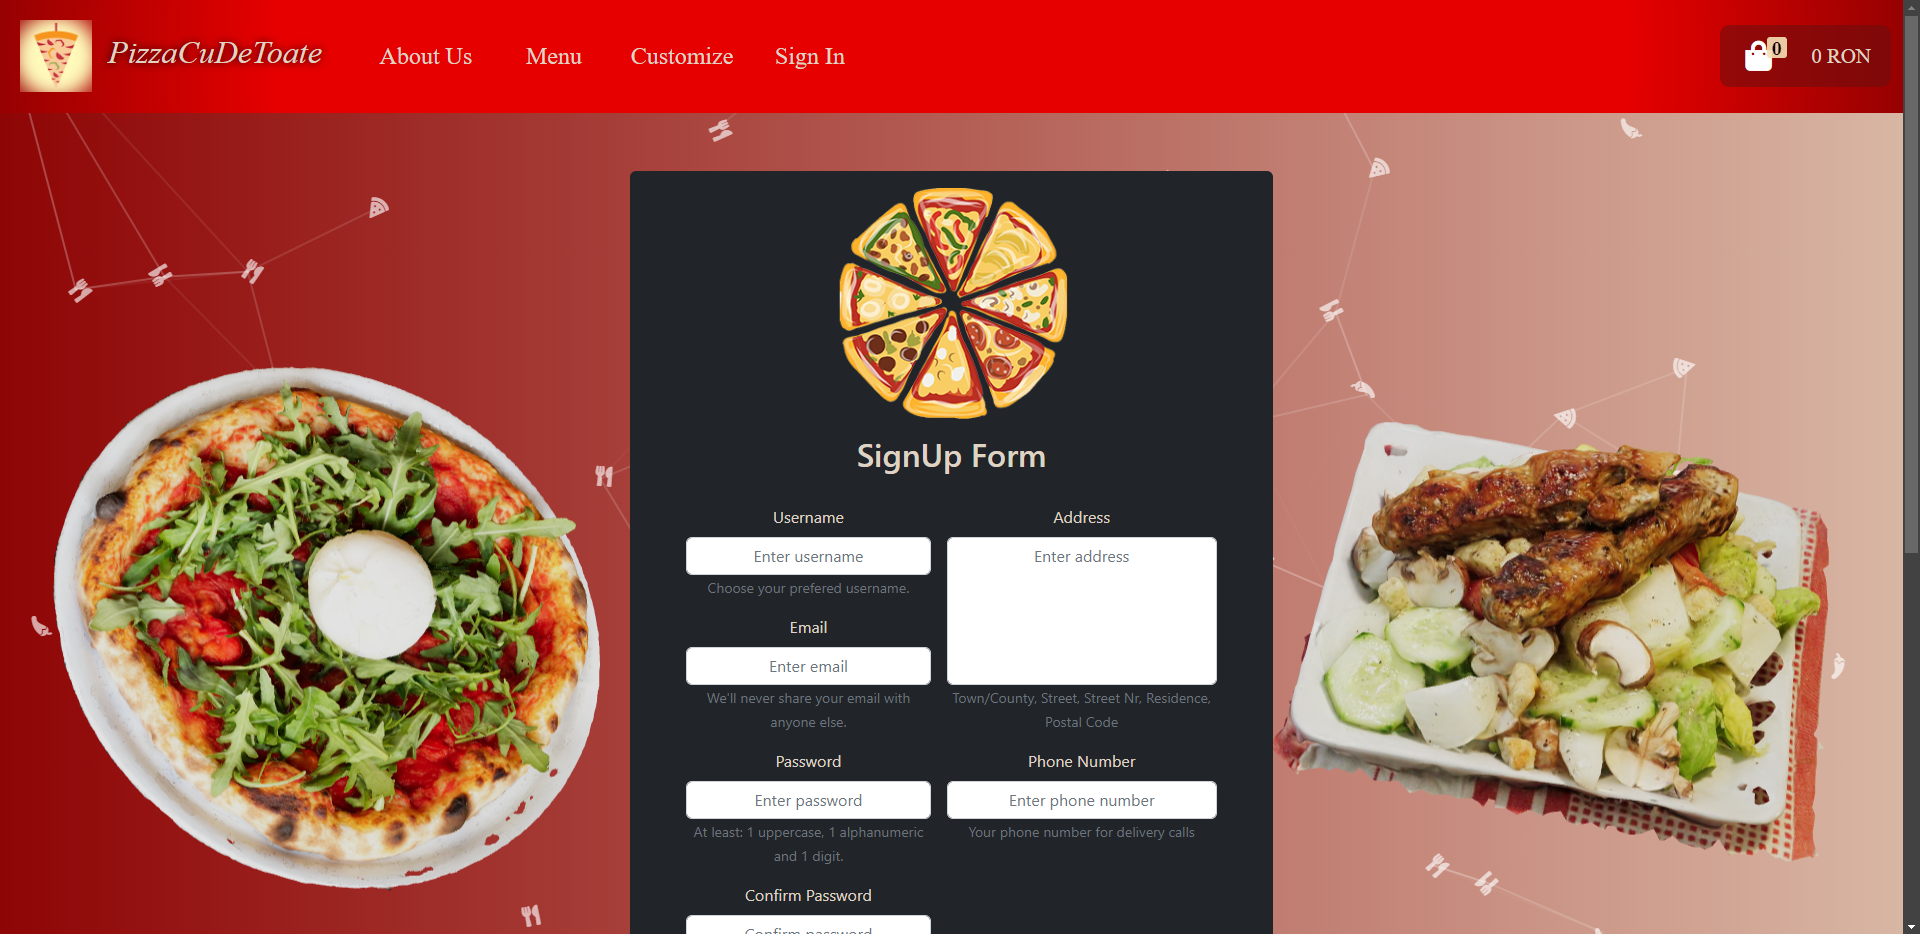 PizzaCuDeToate
About Us
Menu
Customize
Sign In
0
0 RON
SignUp Form
Username
Enter username
Choose your prefered username.
Email
Enter email
We'll never share your email with
anyone else.
Password
Enter password
At least: 1 uppercase, 1 alphanumeric
and 1 digit.
Confirm Password
Confirm password
Address
Enter address
Town/County, Street, Street Nr, Residence,
Postal Code
Phone Number
Enter phone number
Your phone number for delivery calls